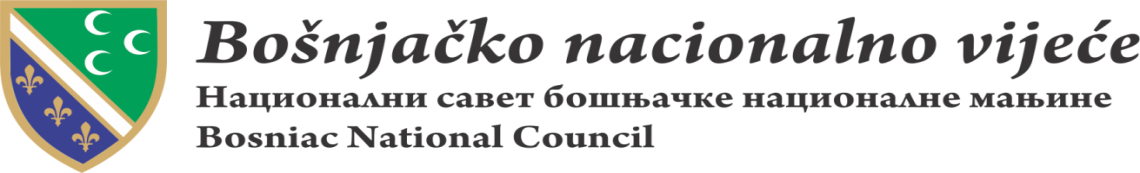 Bošnjačko nacionalno vijeće
Национални савет бошњачке националне мањине
Bosniac National Council